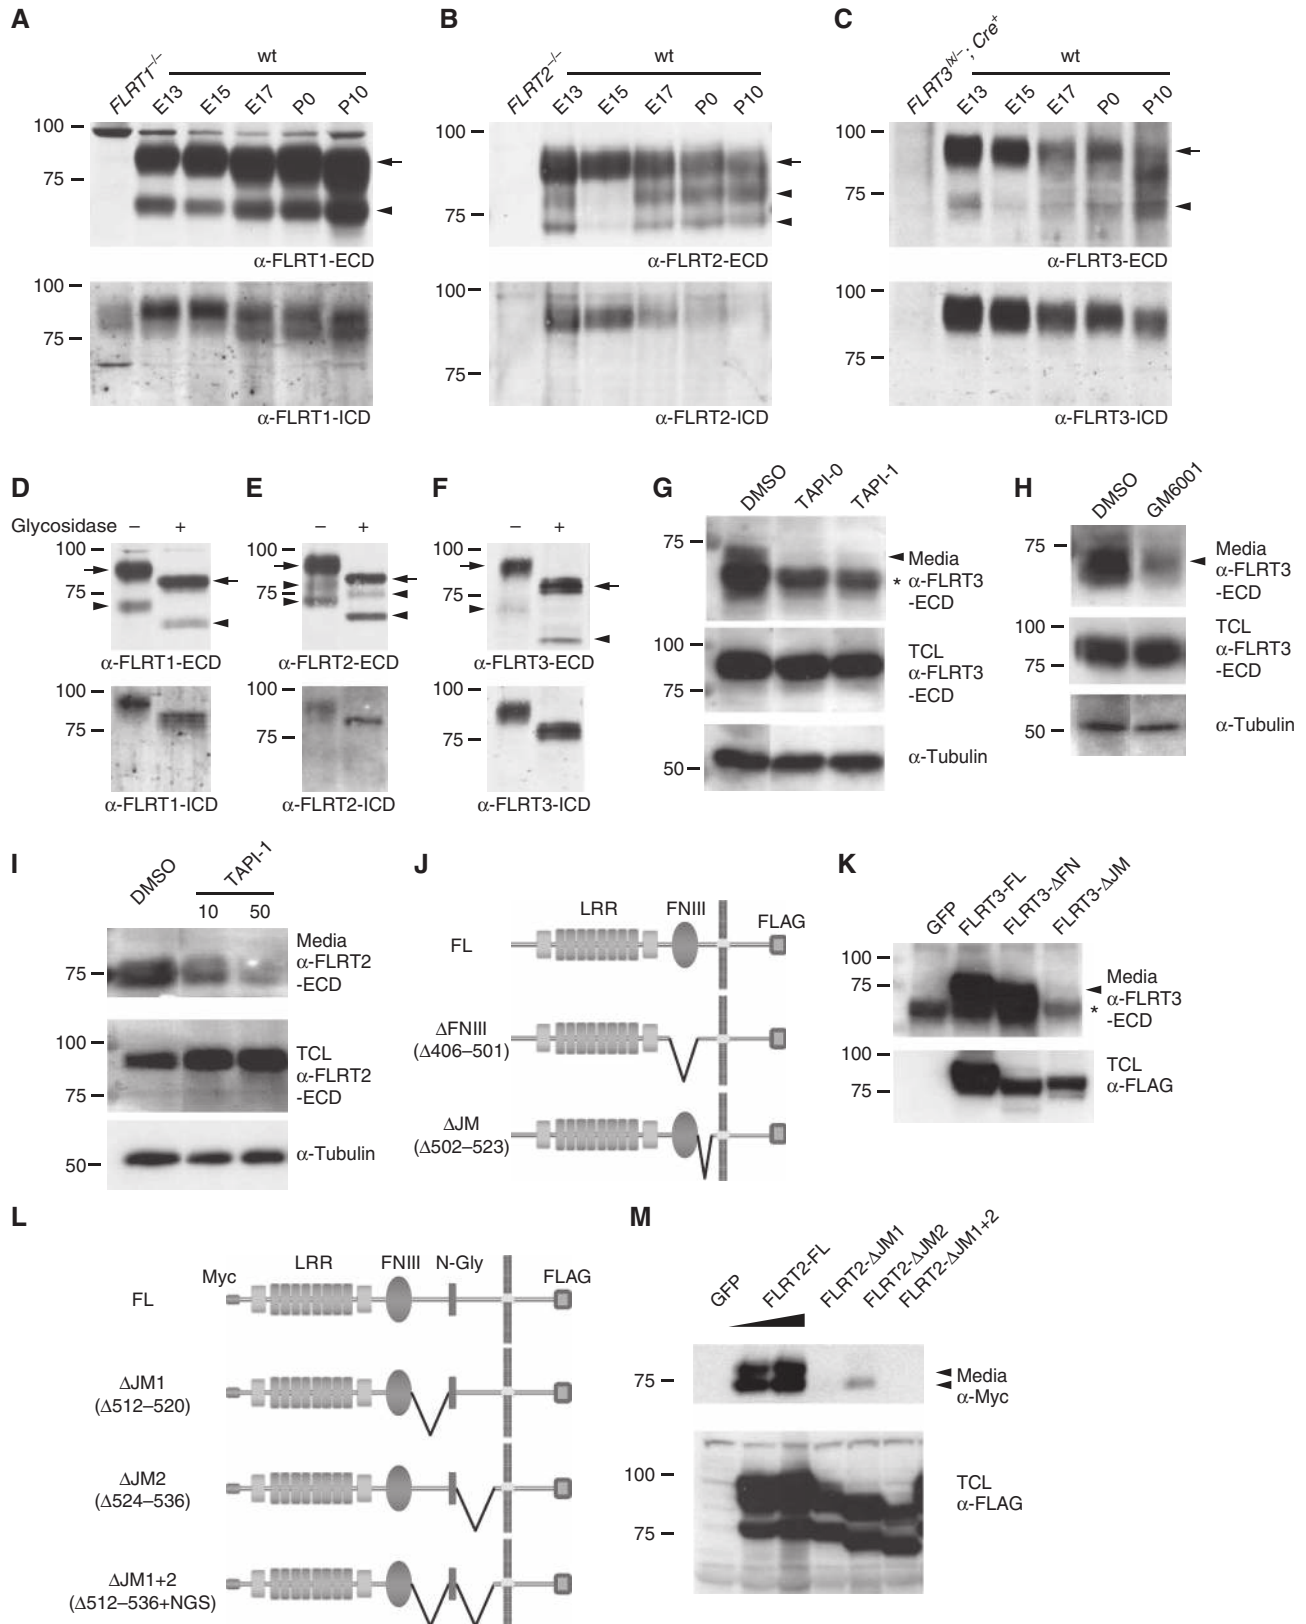 A
FLRT1−/−
wt
E13
E15
E17
P0
P10
100
75
α-FLRT1-ECD
100
75
α-FLRT1-ICD
B
FLRT2−/−
wt
E13
E15
E17
P0
P10
100
75
α-FLRT2-ECD
100
75
α-FLRT2-ICD
C
FLRT3lx/−; Cre+
wt
E13
E15
E17
P0
P10
100
75
α-FLRT3-ECD
100
75
α-FLRT3-ICD
D
Glycosidase − +
100
75
α-FLRT1-ECD
100
75
α-FLRT1-ICD
E
− +
100
75
α-FLRT2-ECD
100
75
α-FLRT2-ICD
F
− +
100
75
α-FLRT3-ECD
100
75
α-FLRT3-ICD
G
DMSO
TAPI-0
TAPI-1
75
Media
* α-FLRT3
-ECD
100
75
TCL
α-FLRT3
-ECD
50
α-Tubulin
H
DMSO
GM6001
75
Media
α-FLRT3
-ECD
100
75
TCL
α-FLRT3
-ECD
50
α-Tubulin
I
DMSO
TAPI-1
10 50
75
Media
α-FLRT2
-ECD
100
75
TCL
α-FLRT2
-ECD
50
α-Tubulin
J
LRR FNIII
FLAG
FL
ΔFNIII
(Δ406–501)
ΔJM
(Δ502–523)
K
GFP
FLRT3-FL
FLRT3-ΔFN
FLRT3-ΔJM
100
75
Media
α-FLRT3
* -ECD
100
75
TCL
α-FLAG
L
LRR FNIII N-Gly
Myc FLAG
FL
ΔJM1
(Δ512–520)
ΔJM2
(Δ524–536)
ΔJM1+2
(Δ512–536+NGS)
M
GFP
FLRT2-FL
FLRT2-ΔJM1
FLRT2-ΔJM2
FLRT2-ΔJM1+2
75
Media
α-Myc
100
75
TCL
α-FLAG